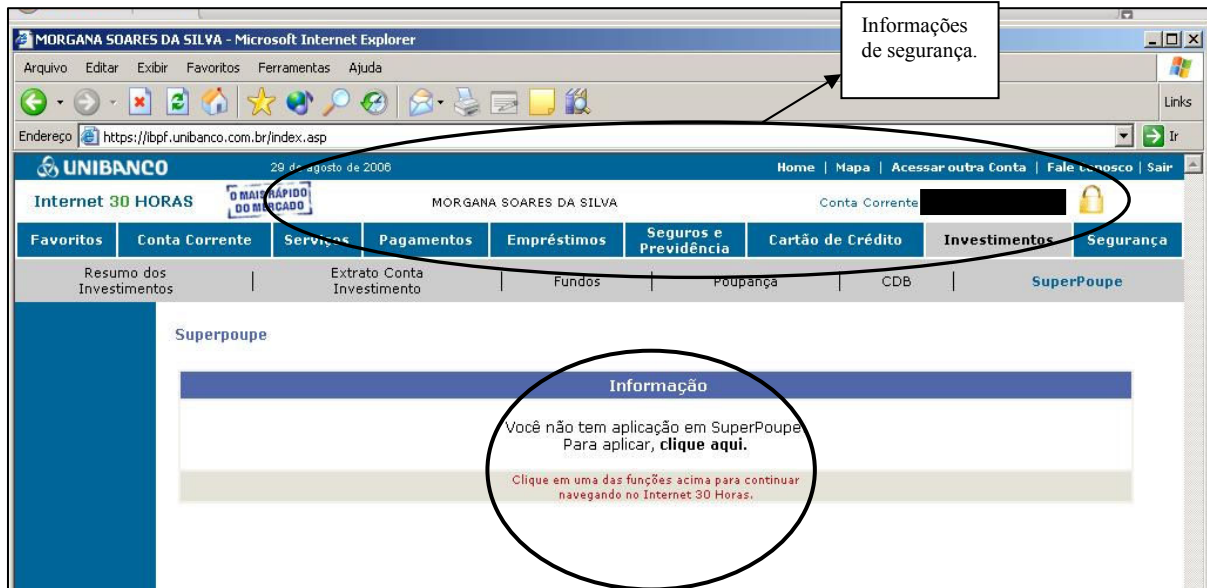 Informações
de segurança.
MORGANA SOARES DA SILVA - Microsoft Internet Explorer
Arquivo Editar Exibir Favoritos Ferramentas Ajuda
Links
Endereço https://ibpf.unibanco.com.br/index.asp Ir
UNIBANCO 29 de agosto de 2006 Home | Mapa | Acessar outra Conta | Fale conosco | Sair
Internet 30 HORAS O MAIS RÁPIDO DO MERCADO MORGANA SOARES DA SILVA Conta Corrente
Favoritos Conta Corrente Serviços Pagamentos Empréstimos Seguros e Previdência Cartão de Crédito Investimentos Segurança
Resumo dos Investimentos | Extrato Conta Investimento | Fundos | Poupança | CDB | SuperPoupe
Superpoupe
Informação
Você não tem aplicação em SuperPoupe
Para aplicar, clique aqui.
Clique em uma das funções acima para continuar
navegando no Internet 30 Horas.